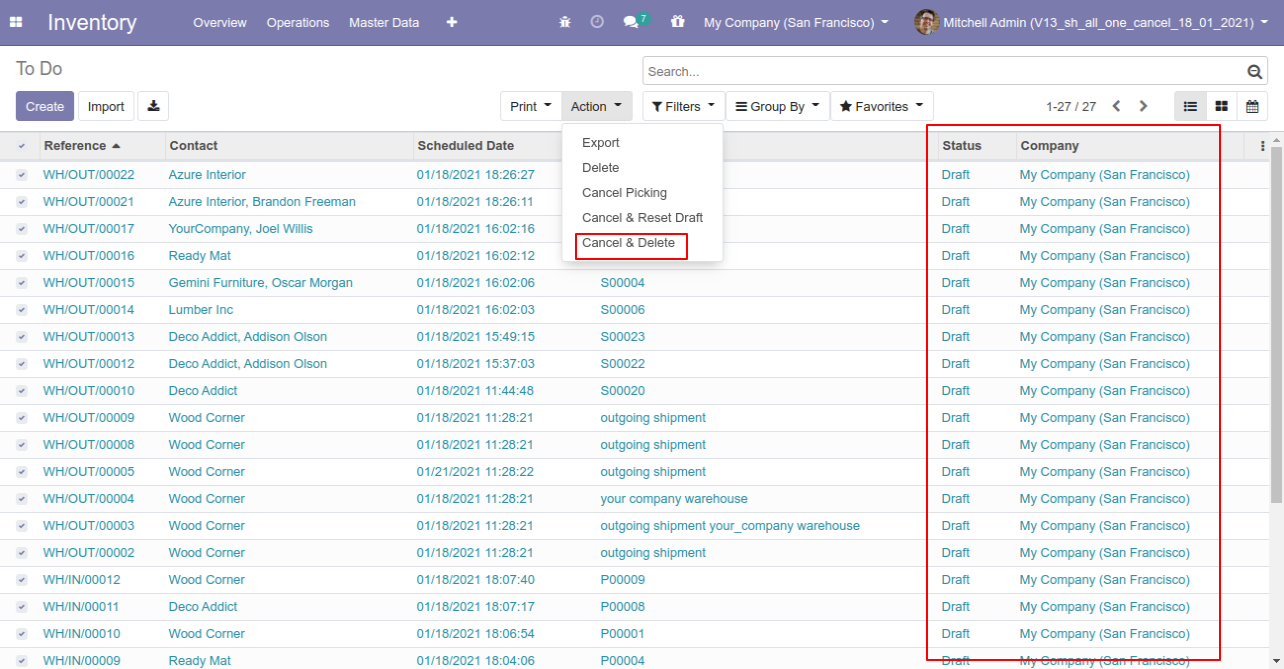 Inventory Overview Operations Master Data 7 My Company (San Francisco) Mitchell Admin (V13_sh_all_one_cancel_18_01_2021)
To Do Search...
Create Import Print Action Filters Group By Favorites 1-27 / 27
Reference Contact Scheduled Date Status Company
Export
Delete
Cancel Picking
Cancel & Reset Draft
Cancel & Delete
WH/OUT/00022 Azure Interior 01/18/2021 18:26:27 Draft My Company (San Francisco)
WH/OUT/00021 Azure Interior, Brandon Freeman 01/18/2021 18:26:11 Draft My Company (San Francisco)
WH/OUT/00017 YourCompany, Joel Willis 01/18/2021 16:02:16 Draft My Company (San Francisco)
WH/OUT/00016 Ready Mat 01/18/2021 16:02:12 Draft My Company (San Francisco)
WH/OUT/00015 Gemini Furniture, Oscar Morgan 01/18/2021 16:02:06 S00004 Draft My Company (San Francisco)
WH/OUT/00014 Lumber Inc 01/18/2021 16:02:03 S00006 Draft My Company (San Francisco)
WH/OUT/00013 Deco Addict, Addison Olson 01/18/2021 15:49:15 S00023 Draft My Company (San Francisco)
WH/OUT/00012 Deco Addict, Addison Olson 01/18/2021 15:37:03 S00022 Draft My Company (San Francisco)
WH/OUT/00010 Deco Addict 01/18/2021 11:44:48 S00020 Draft My Company (San Francisco)
WH/OUT/00009 Wood Corner 01/18/2021 11:28:21 outgoing shipment Draft My Company (San Francisco)
WH/OUT/00008 Wood Corner 01/18/2021 11:28:21 outgoing shipment Draft My Company (San Francisco)
WH/OUT/00005 Wood Corner 01/21/2021 11:28:22 outgoing shipment Draft My Company (San Francisco)
WH/OUT/00004 Wood Corner 01/18/2021 11:28:21 your company warehouse Draft My Company (San Francisco)
WH/OUT/00003 Wood Corner 01/18/2021 11:28:21 outgoing shipment your_company warehouse Draft My Company (San Francisco)
WH/OUT/00002 Wood Corner 01/18/2021 11:28:21 outgoing shipment Draft My Company (San Francisco)
WH/IN/00012 Wood Corner 01/18/2021 18:07:40 P00009 Draft My Company (San Francisco)
WH/IN/00011 Deco Addict 01/18/2021 18:07:17 P00008 Draft My Company (San Francisco)
WH/IN/00010 Wood Corner 01/18/2021 18:06:54 P00001 Draft My Company (San Francisco)
WH/IN/00009 Ready Mat 01/18/2021 18:04:06 P00004 Draft My Company (San Francisco)